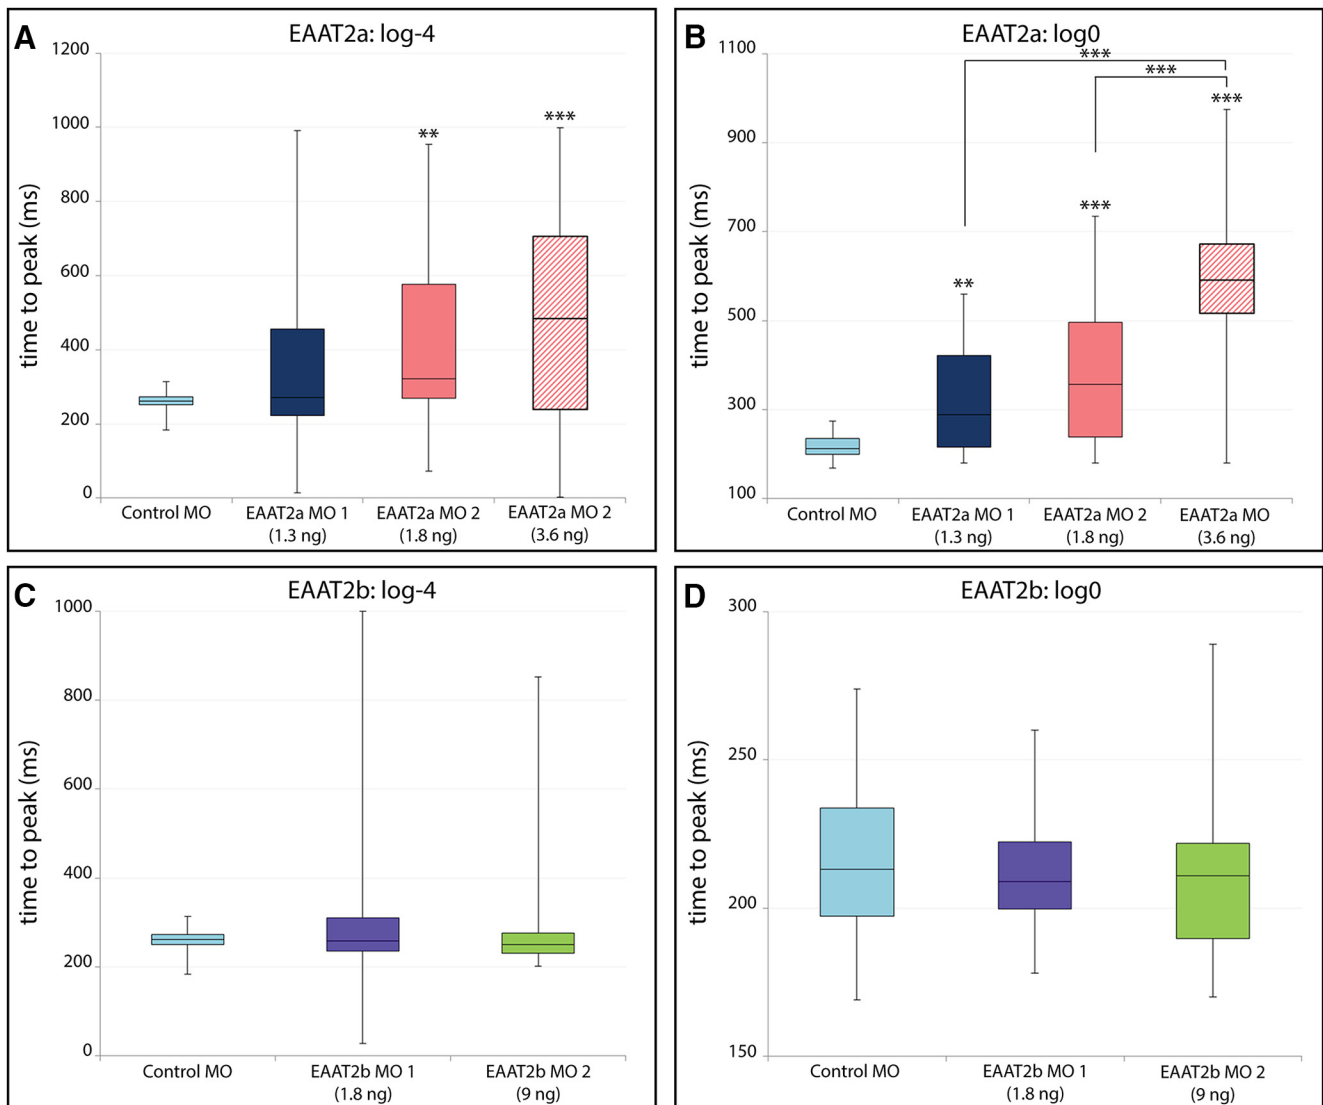 A
EAAT2a: log-4
time to peak (ms)
1200
1000
800
600
400
200
0
**
***
Control MO
EAAT2a MO 1
(1.3 ng)
EAAT2a MO 2
(1.8 ng)
EAAT2a MO 2
(3.6 ng)
B
EAAT2a: log0
time to peak (ms)
1100
900
700
500
300
100
***
***
***
***
**
Control MO
EAAT2a MO 1
(1.3 ng)
EAAT2a MO 2
(1.8 ng)
EAAT2a MO
(3.6 ng)
C
EAAT2b: log-4
time to peak (ms)
1000
800
600
400
200
0
Control MO
EAAT2b MO 1
(1.8 ng)
EAAT2b MO 2
(9 ng)
D
EAAT2b: log0
time to peak (ms)
300
250
200
150
Control MO
EAAT2b MO 1
(1.8 ng)
EAAT2b MO 2
(9 ng)